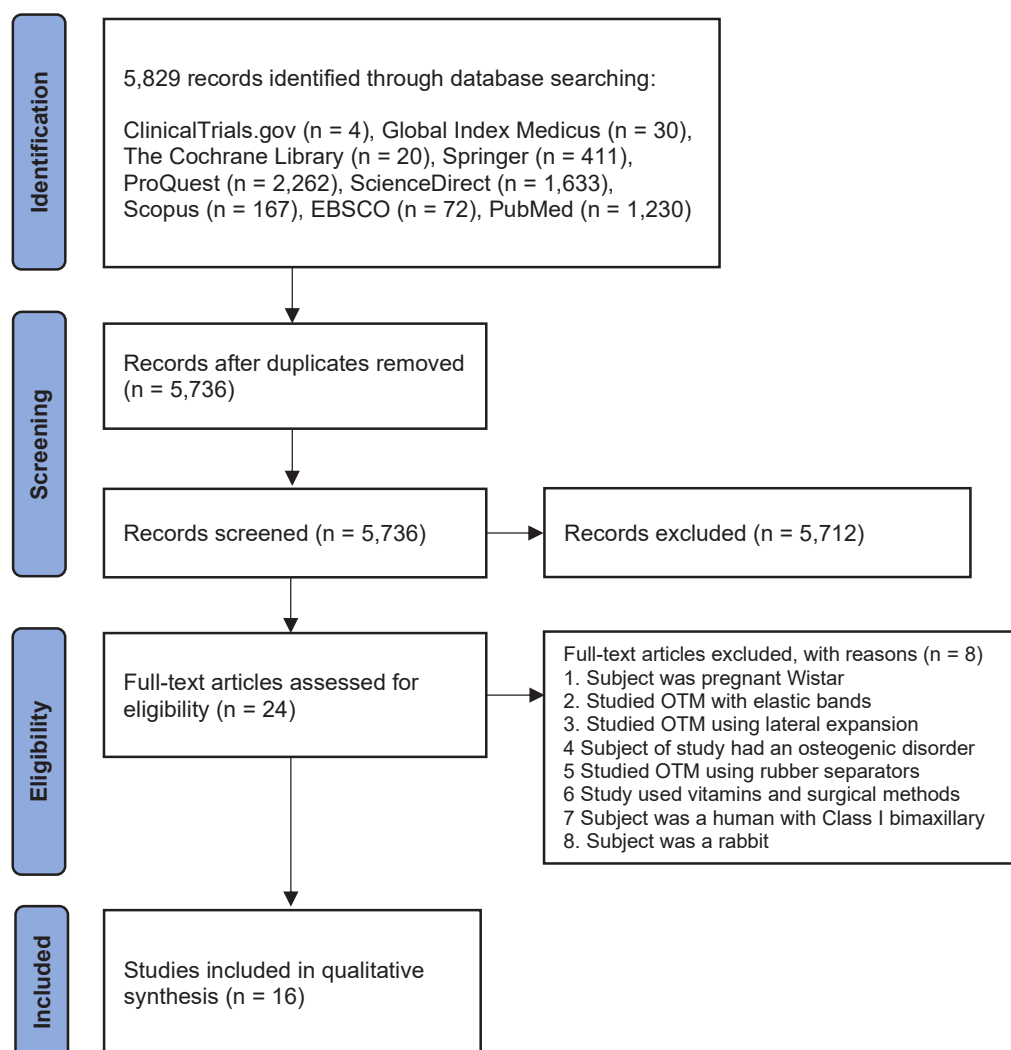 Identification
5,829 records identified through database searching:
ClinicalTrials.gov (n = 4), Global Index Medicus (n = 30),
The Cochrane Library (n = 20), Springer (n = 411),
ProQuest (n = 2,262), ScienceDirect (n = 1,633),
Scopus (n = 167), EBSCO (n = 72), PubMed (n = 1,230)
Screening
Records after duplicates removed
(n = 5,736)
Records screened (n = 5,736)
Records excluded (n = 5,712)
Eligibility
Full-text articles assessed for
eligibility (n = 24)
Full-text articles excluded, with reasons (n = 8)
1. Subject was pregnant Wistar
2. Studied OTM with elastic bands
3. Studied OTM using lateral expansion
4 Subject of study had an osteogenic disorder
5 Studied OTM using rubber separators
6 Study used vitamins and surgical methods
7 Subject was a human with Class I bimaxillary
8. Subject was a rabbit
Included
Studies included in qualitative
synthesis (n = 16)